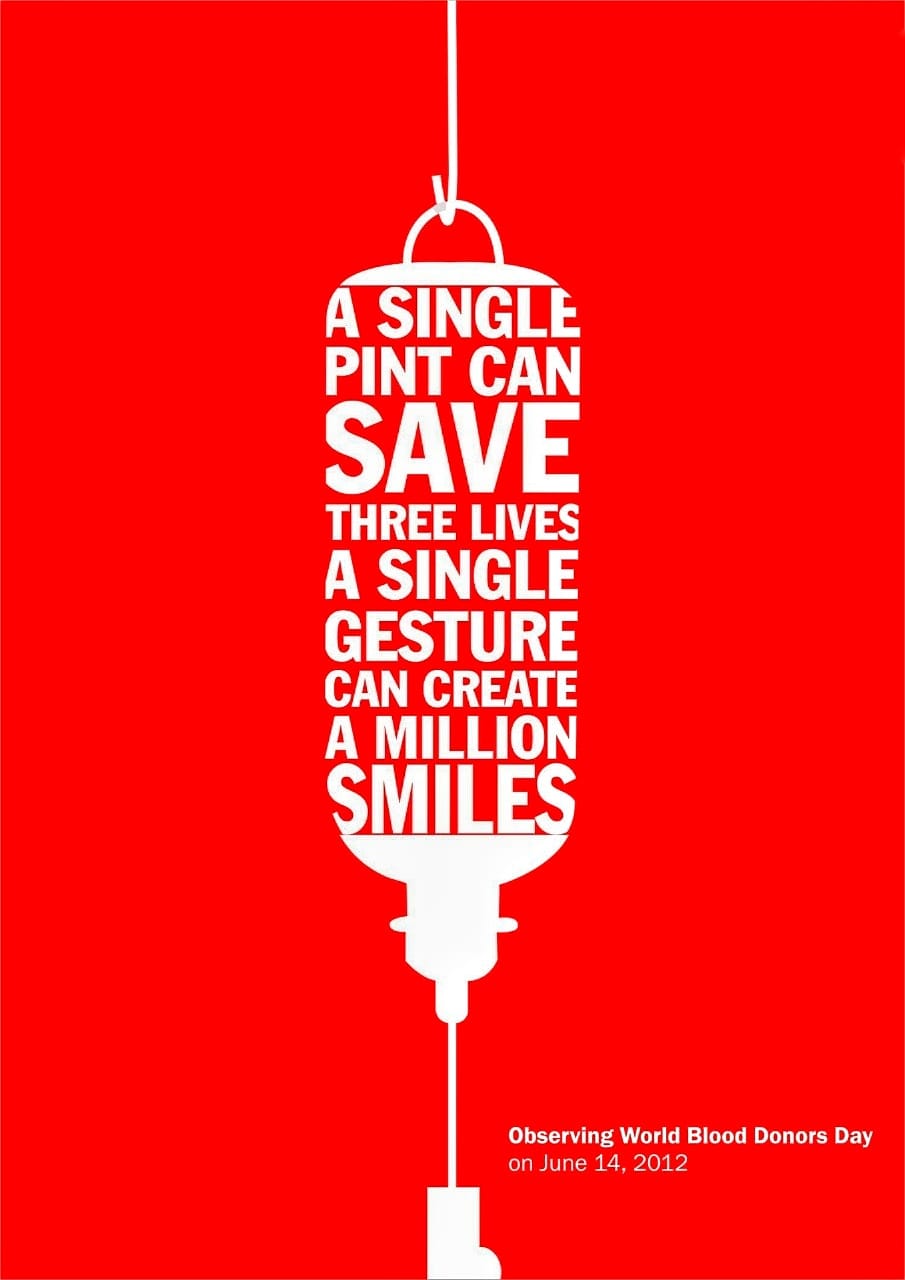 A SINGLE
PINT CAN
SAVE
THREE LIVES
A SINGLE
GESTURE
CAN CREATE
A MILLION
SMILES
Observing World Blood Donors Day
on June 14, 2012